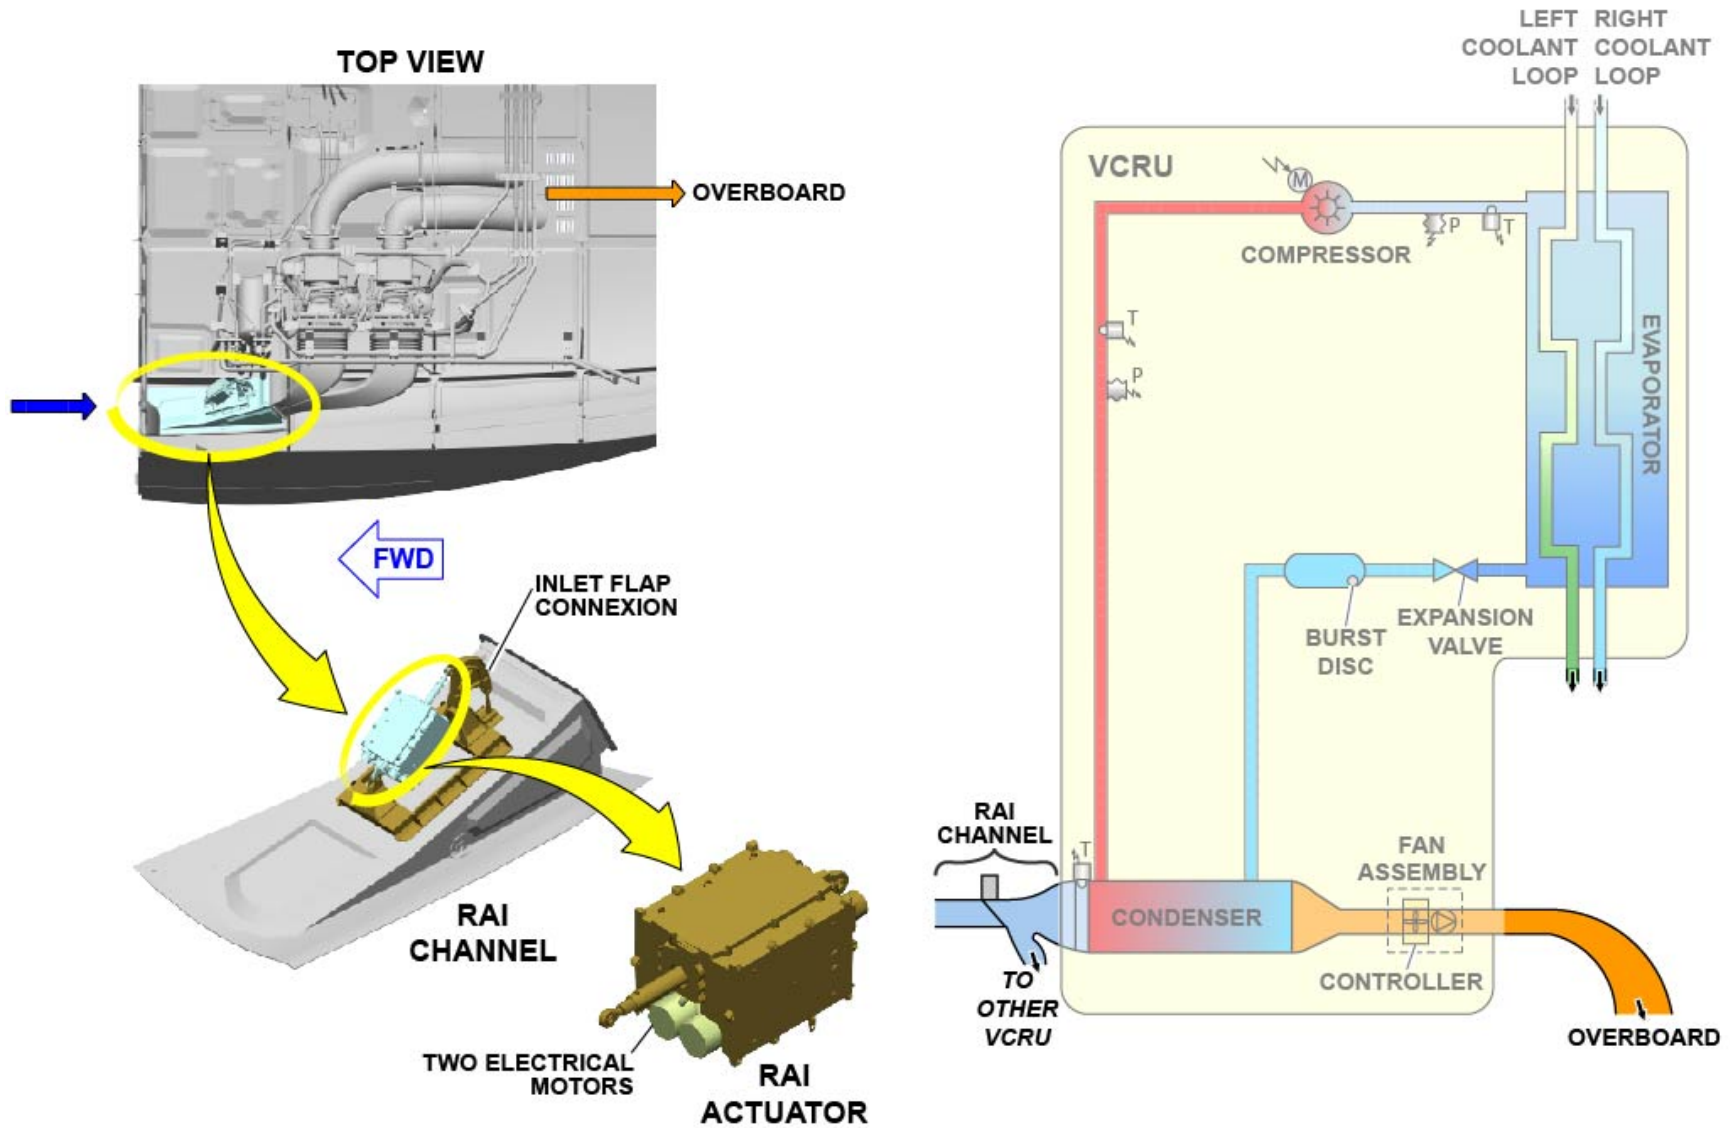 TOP VIEW
OVERBOARD
FWD
INLET FLAP
CONNEXION
RAI
CHANNEL
TWO ELECTRICAL
MOTORS
RAI
ACTUATOR
LEFT
COOLANT
LOOP
RIGHT
COOLANT
LOOP
VCRU
M
COMPRESSOR
P
T
T
P
EVAPORATOR
EXPANSION
VALVE
BURST
DISC
RAI
CHANNEL
T
CONDENSER
FAN
ASSEMBLY
CONTROLLER
TO
OTHER
VCRU
OVERBOARD